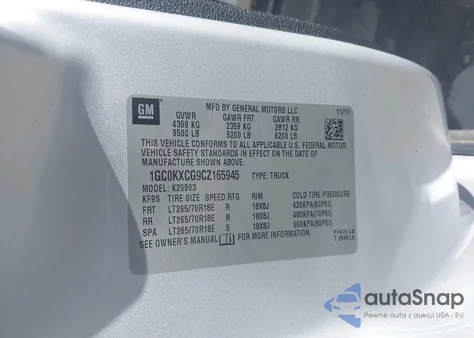 GM
MFD BY GENERAL MOTORS LLC
11/11
GVWR GAWR FRT GAWR RR
4309 KG 2359 KG 2812 KG
9500 LB 5200 LB 6200 LB
THIS VEHICLE CONFORMS TO ALL APPLICABLE
U.S. FEDERAL MOTOR VEHICLE SAFETY
STANDARDS IN EFFECT ON THE DATE OF
MANUFACTURE SHOWN ABOVE.
1GC0KXCG9CZ165945 TYPE: TRUCK
MODEL: K20903
KF9S TIRE SIZE SPEED RTG RIM COLD TIRE PRESSURE
FRT LT265/70R18E R 18X8J 420KPA(60PSI)
RR LT265/70R18E R 18X8J 480KPA(70PSI)
SPA LT265/70R18E S 18X8J 550KPA(80PSI)
SEE OWNER'S MANUAL FOR MORE INFORMATION.
autoSnap
Pewne auta z aukcji USA i EU